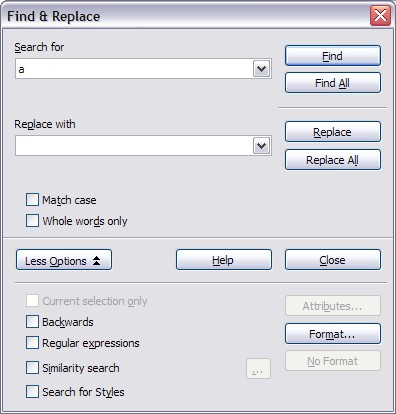 Find & Replace
Search for
a
Find
Find All
Replace with
Replace
Replace All
Match case
Whole words only
Less Options
Help
Close
Current selection only
Attributes...
Backwards
Format...
Regular expressions
No Format
Similarity search
...
Search for Styles